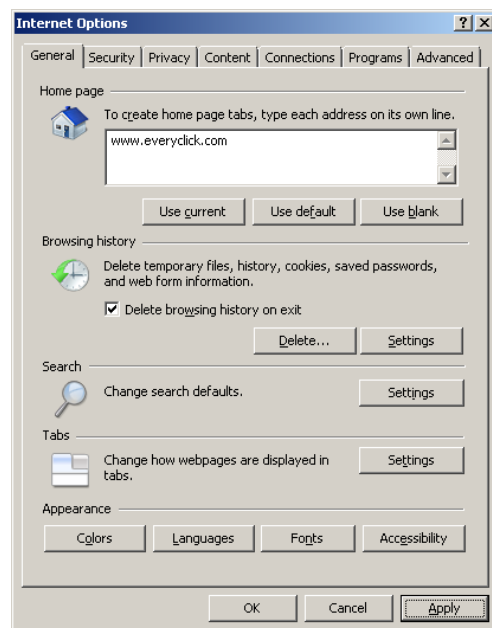 Internet Options
General Security Privacy Content Connections Programs Advanced
Home page
To create home page tabs, type each address on its own line.
www.everyclick.com
Use current Use default Use blank
Browsing history
Delete temporary files, history, cookies, saved passwords,
and web form information.
Delete browsing history on exit
Delete... Settings
Search
Change search defaults.
Settings
Tabs
Change how webpages are displayed in
tabs.
Settings
Appearance
Colors Languages Fonts Accessibility
OK Cancel Apply